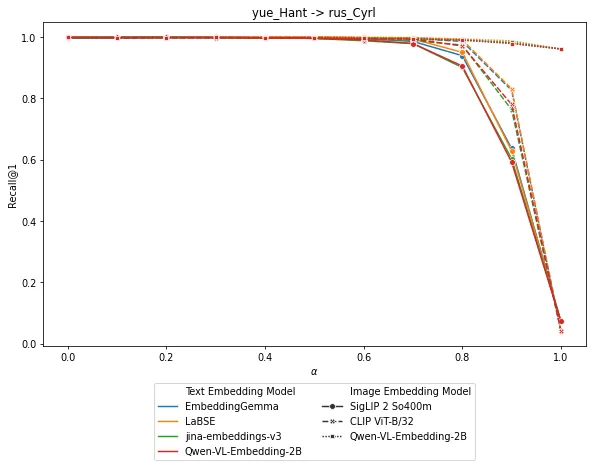 yue_Hant -> rus_Cyrl
1.0
0.8
0.6
0.4
0.2
0.0
Recall@1
0.0 0.2 0.4 0.6 0.8 1.0
α
Text Embedding Model Image Embedding Model
EmbeddingGemma SigLIP 2 So400m
LaBSE CLIP ViT-B/32
jina-embeddings-v3 Qwen-VL-Embedding-2B
Qwen-VL-Embedding-2B